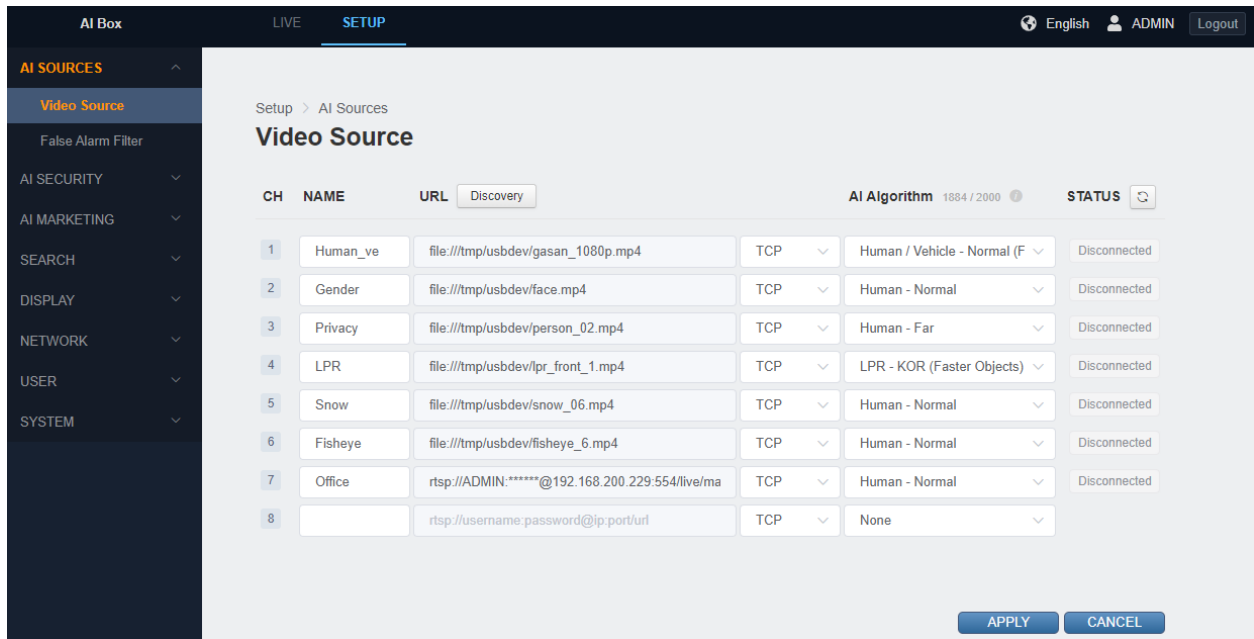 AI Box LIVE SETUP English ADMIN Logout
AI SOURCES
Video Source
False Alarm Filter
AI SECURITY
AI MARKETING
SEARCH
DISPLAY
NETWORK
USER
SYSTEM
Setup > AI Sources
Video Source
CH NAME URL Discovery AI Algorithm 1884 / 2000 STATUS
1 Human_ve file:///tmp/usbdev/gasan_1080p.mp4 TCP Human / Vehicle - Normal (F Disconnected
2 Gender file:///tmp/usbdev/face.mp4 TCP Human - Normal Disconnected
3 Privacy file:///tmp/usbdev/person_02.mp4 TCP Human - Far Disconnected
4 LPR file:///tmp/usbdev/lpr_front_1.mp4 TCP LPR - KOR (Faster Objects) Disconnected
5 Snow file:///tmp/usbdev/snow_06.mp4 TCP Human - Normal Disconnected
6 Fisheye file:///tmp/usbdev/fisheye_6.mp4 TCP Human - Normal Disconnected
7 Office rtsp://ADMIN:******@192.168.200.229:554/live/ma TCP Human - Normal Disconnected
8 rtsp://username:password@ip:port/url TCP None
APPLY CANCEL